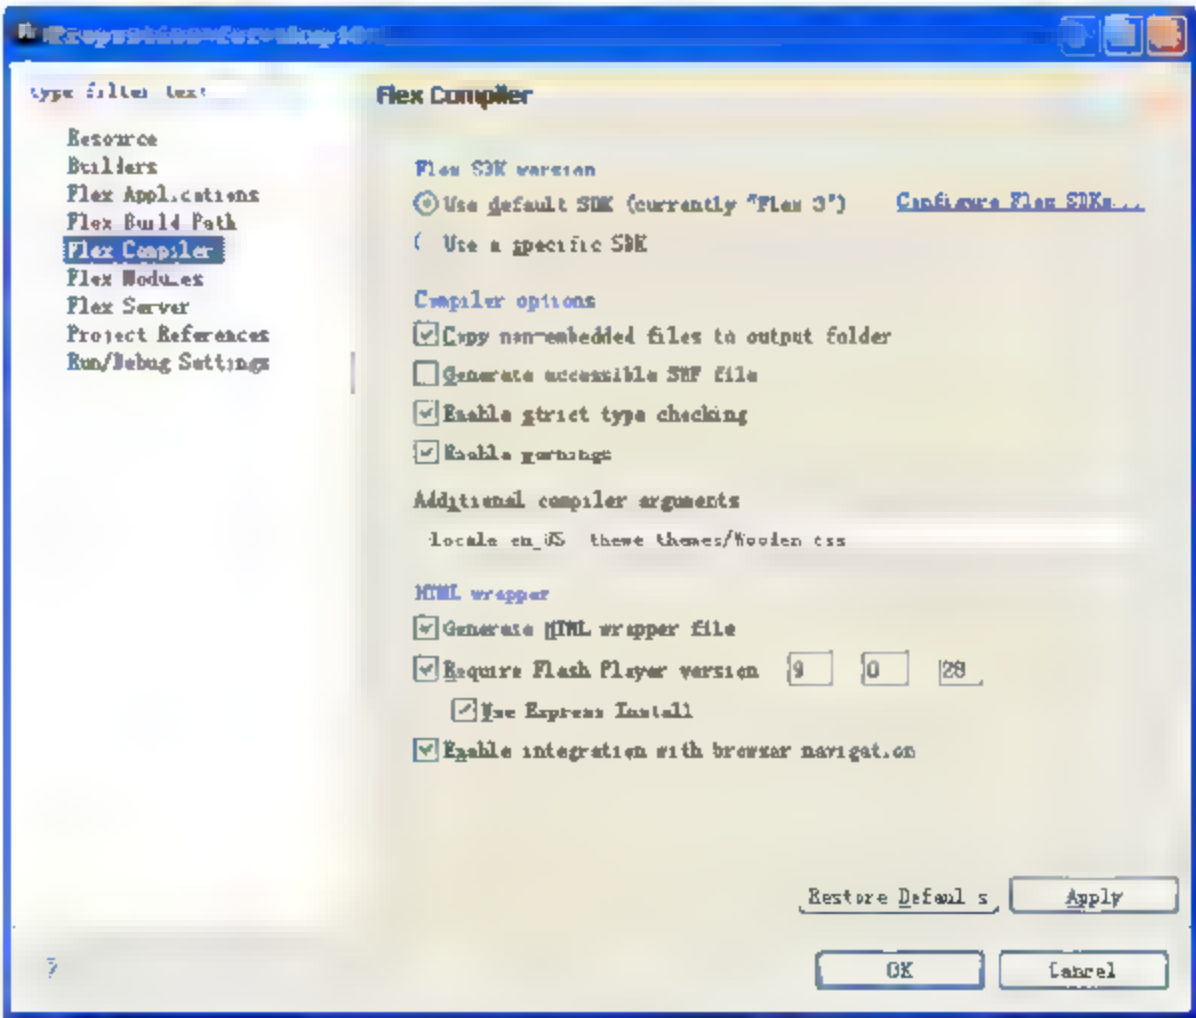 Properties for
type filter text
Resource
Builders
Flex Applications
Flex Build Path
Flex Compiler
Flex Modules
Flex Server
Project References
Run/Debug Settings
Flex Compiler
Flex SDK version
Use default SDK (currently "Flex 3")
Configure Flex SDKs...
Use a specific SDK
Compiler options
Copy non-embedded files to output folder
Generate accessible SWF file
Enable strict type checking
Enable warnings
Additional compiler arguments
locale en_US theme themes/Wooden css
HTML wrapper
Generate HTML wrapper file
Require Flash Player version 9 0 28
Use Express Install
Enable integration with browser navigation
Restore Defaults
Apply
?
OK
Cancel